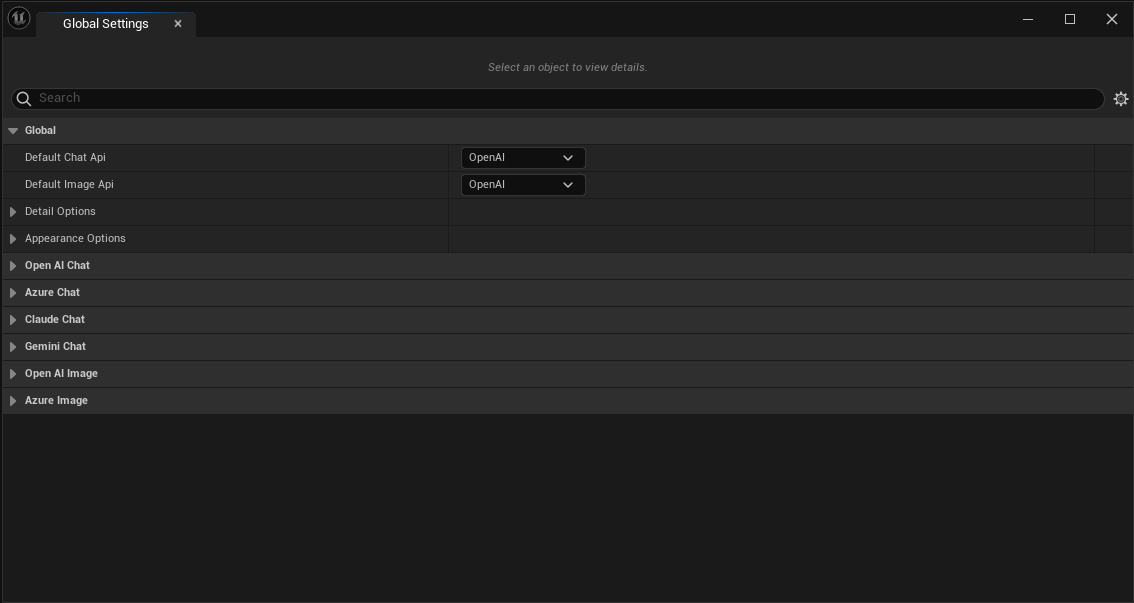 Global Settings
Select an object to view details.
Search
Global
Default Chat Api OpenAI
Default Image Api OpenAI
Detail Options
Appearance Options
Open AI Chat
Azure Chat
Claude Chat
Gemini Chat
Open AI Image
Azure Image